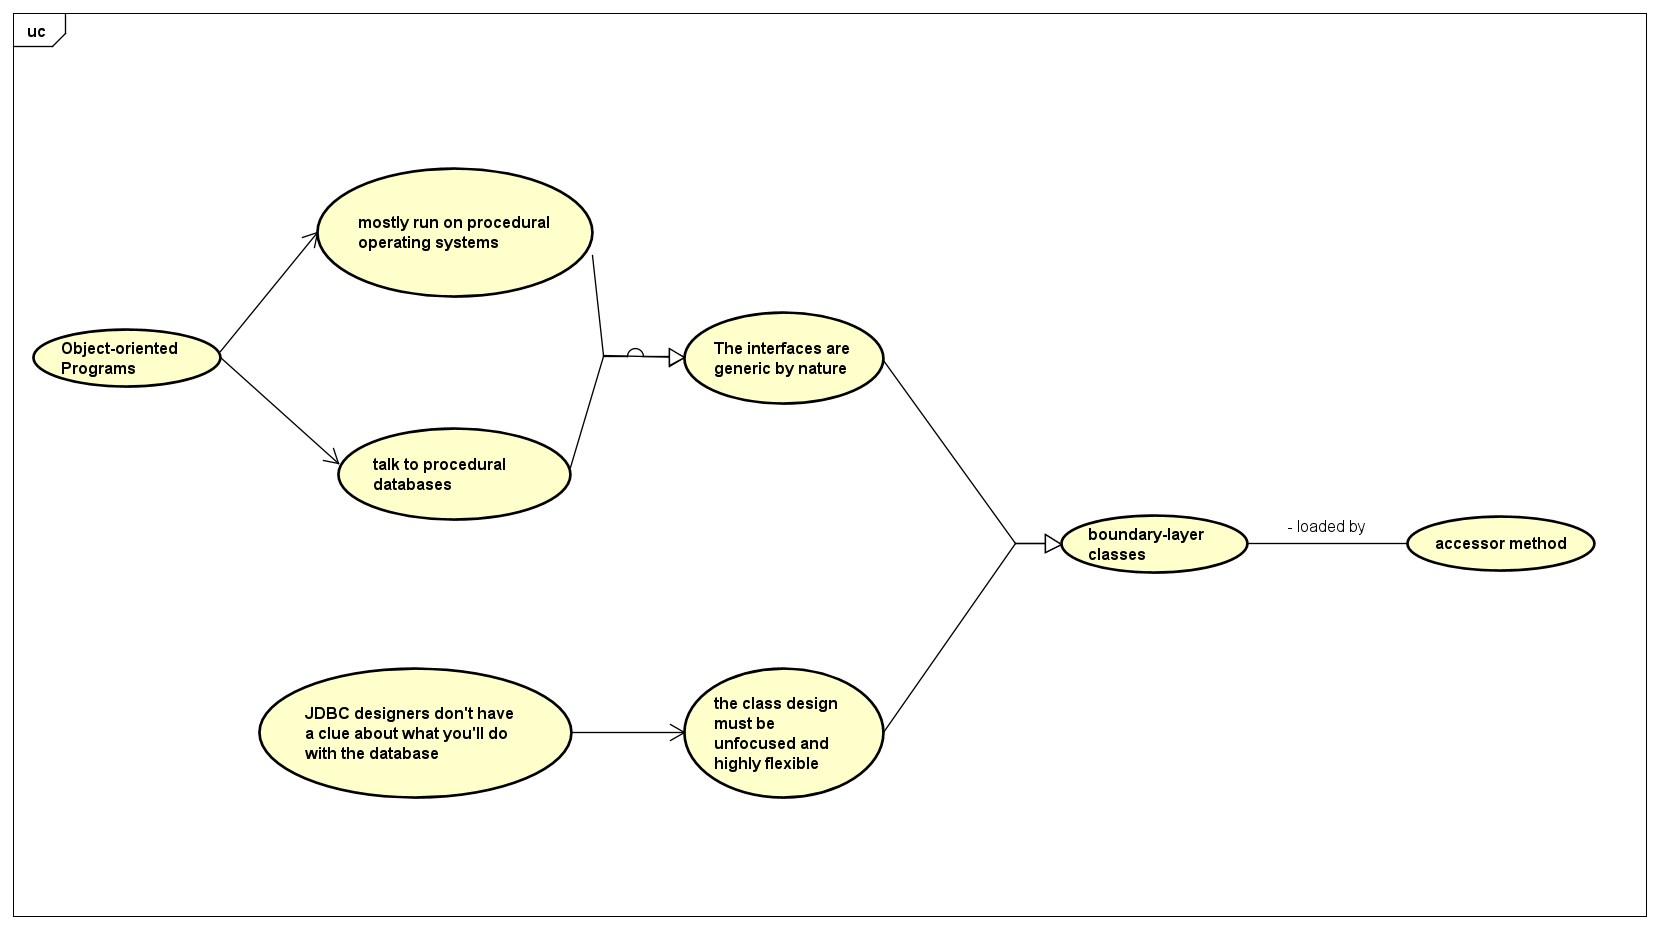 uc
mostly run on procedural
operating systems
Object-oriented
Programs
The interfaces are
generic by nature
talk to procedural
databases
boundary-layer
classes
- loaded by
accessor method
JDBC designers don't have
a clue about what you'll do
with the database
the class design
must be
unfocused and
highly flexible